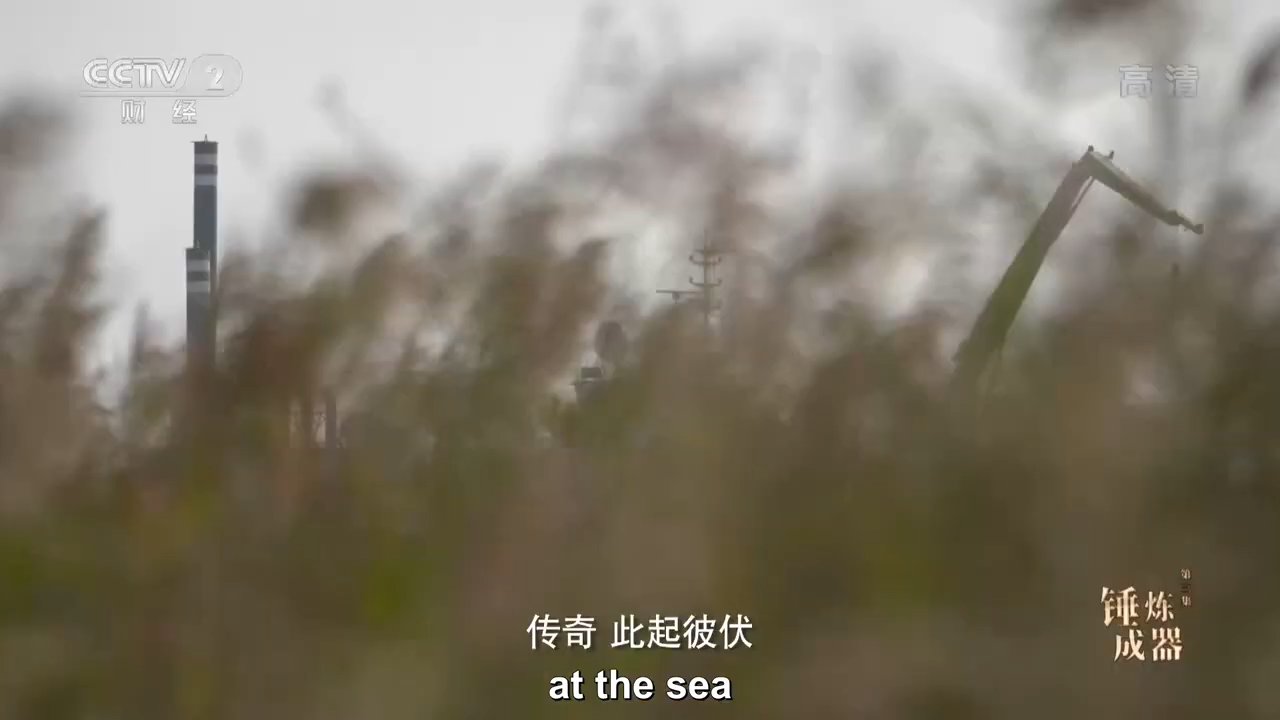 CCTV 2
财 经
高 清
锤炼
成器
传奇 此起彼伏
at the sea